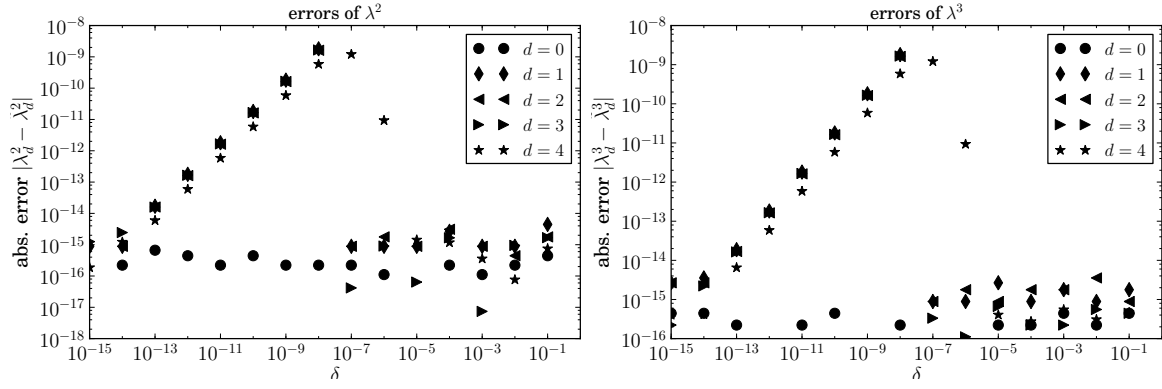 errors of λ²
abs. error |λ_d² − λ̃_d²|
10⁻⁸
10⁻⁹
10⁻¹⁰
10⁻¹¹
10⁻¹²
10⁻¹³
10⁻¹⁴
10⁻¹⁵
10⁻¹⁶
10⁻¹⁷
10⁻¹⁸
d = 0
d = 1
d = 2
d = 3
d = 4
10⁻¹⁵ 10⁻¹³ 10⁻¹¹ 10⁻⁹ 10⁻⁷ 10⁻⁵ 10⁻³ 10⁻¹
δ
errors of λ³
abs. error |λ_d³ − λ̃_d³|
10⁻⁸
10⁻⁹
10⁻¹⁰
10⁻¹¹
10⁻¹²
10⁻¹³
10⁻¹⁴
10⁻¹⁵
10⁻¹⁶
d = 0
d = 1
d = 2
d = 3
d = 4
10⁻¹⁵ 10⁻¹³ 10⁻¹¹ 10⁻⁹ 10⁻⁷ 10⁻⁵ 10⁻³ 10⁻¹
δ